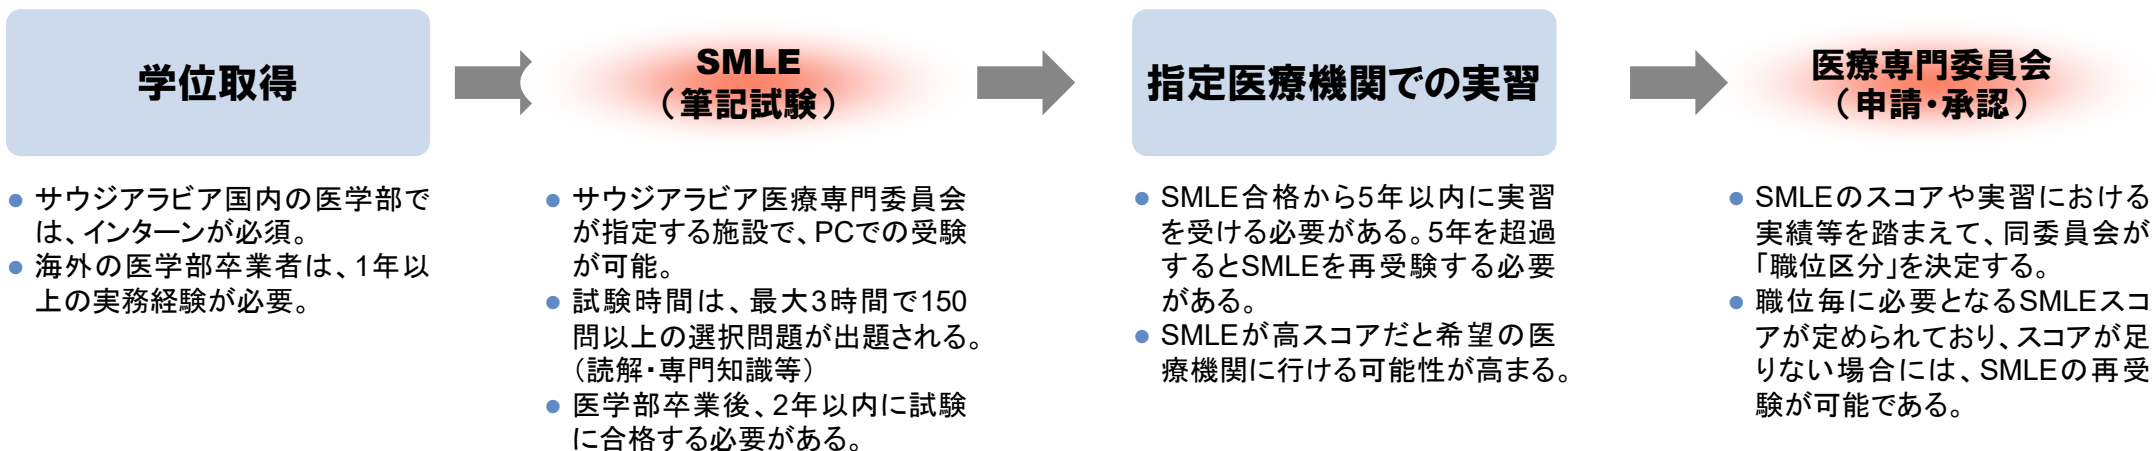 学位取得
● サウジアラビア国内の医学部で
は、インターンが必須。
● 海外の医学部卒業者は、1年以
上の実務経験が必要。
SMLE
（筆記試験）
● サウジアラビア医療専門委員会
が指定する施設で、PCでの受験
が可能。
● 試験時間は、最大3時間で150
問以上の選択問題が出題される。
（読解・専門知識等）
● 医学部卒業後、2年以内に試験
に合格する必要がある。
指定医療機関での実習
● SMLE合格から5年以内に実習
を受ける必要がある。5年を超過
するとSMLEを再受験する必要
がある。
● SMLEが高スコアだと希望の医
療機関に行ける可能性が高まる。
医療専門委員会
（申請・承認）
● SMLEのスコアや実習における
実績等を踏まえて、同委員会が
「職位区分」を決定する。
● 職位毎に必要となるSMLEスコ
アが定められており、スコアが足
りない場合には、SMLEの再受
験が可能である。